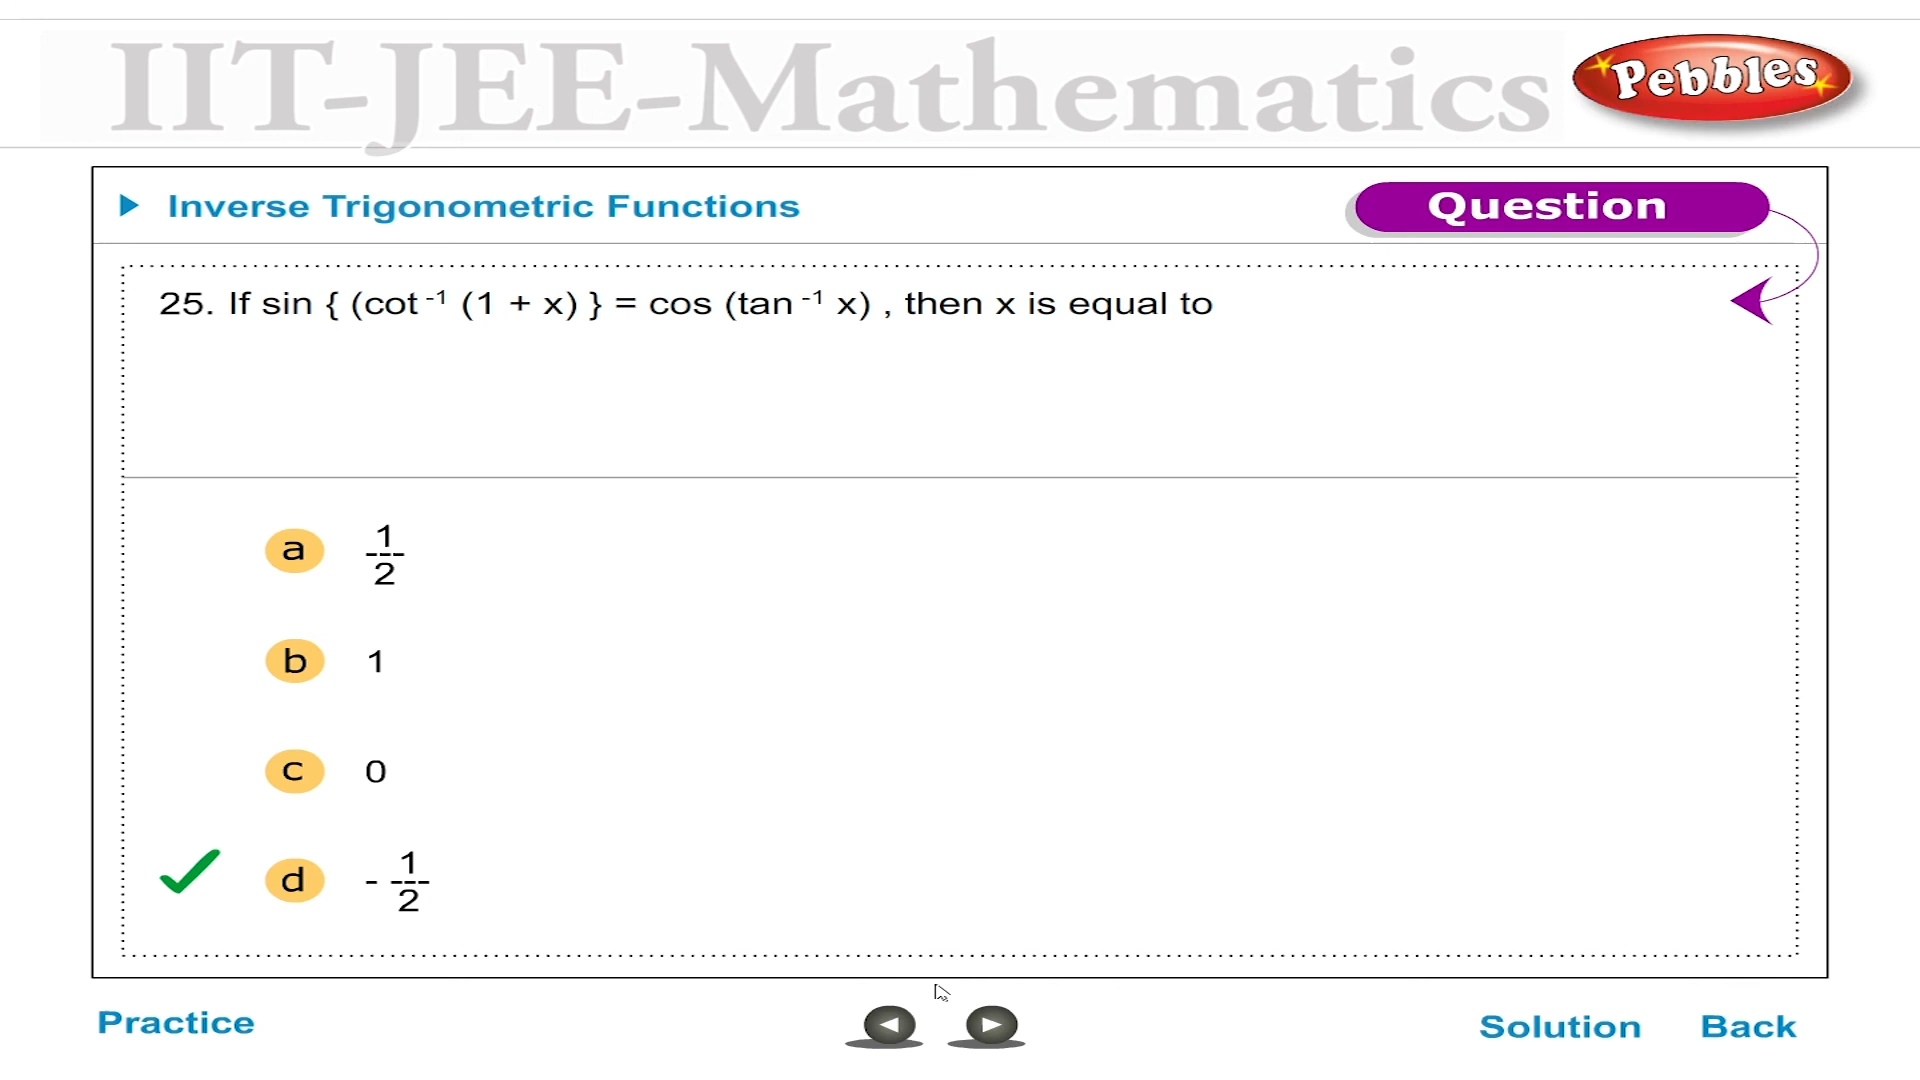 IIT-JEE-Mathematics
Pebbles
Inverse Trigonometric Functions
Question
25. If sin { (cot⁻¹ (1 + x) } = cos (tan⁻¹ x) , then x is equal to
a 1/2
b 1
c 0
d - 1/2
Practice
Solution Back